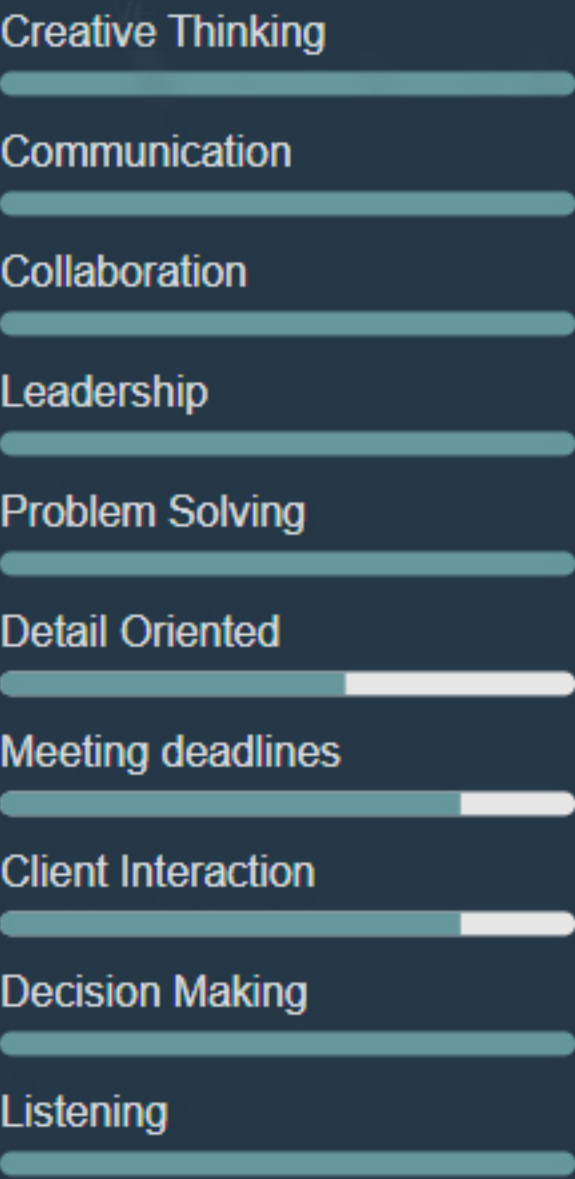 Creative Thinking
Communication
Collaboration
Leadership
Problem Solving
Detail Oriented
Meeting deadlines
Client Interaction
Decision Making
Listening